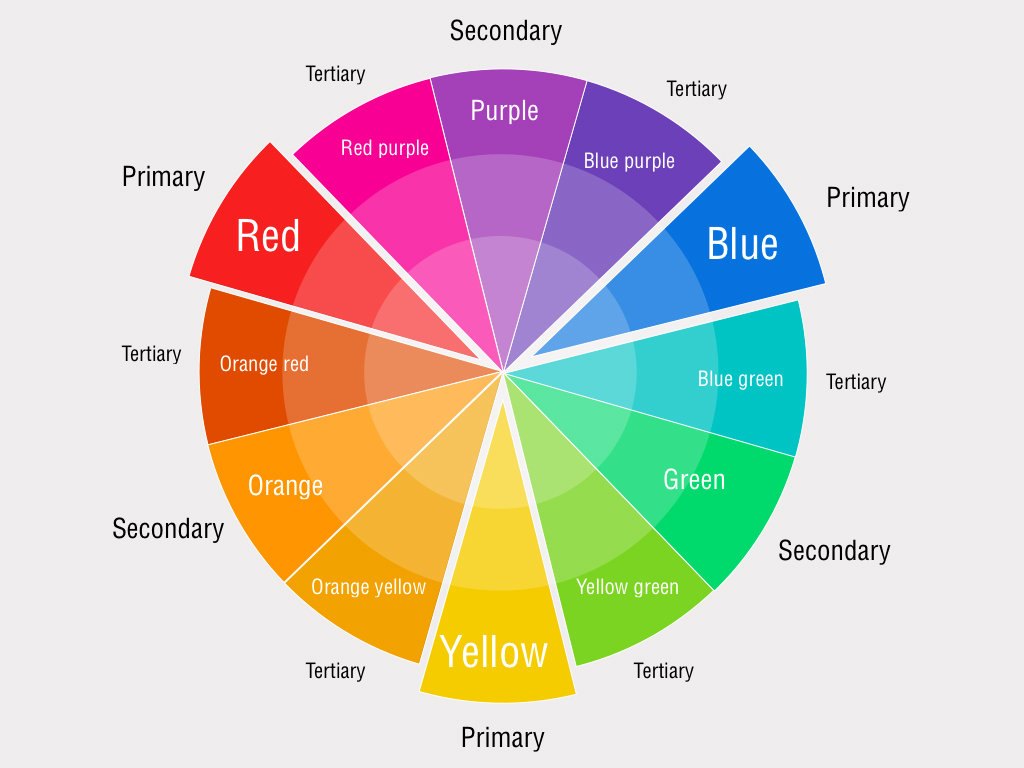 Secondary
Tertiary
Tertiary
Purple
Red purple
Blue purple
Primary
Primary
Red
Blue
Tertiary
Orange red
Blue green
Tertiary
Orange
Green
Secondary
Secondary
Orange yellow
Yellow green
Yellow
Tertiary
Tertiary
Primary